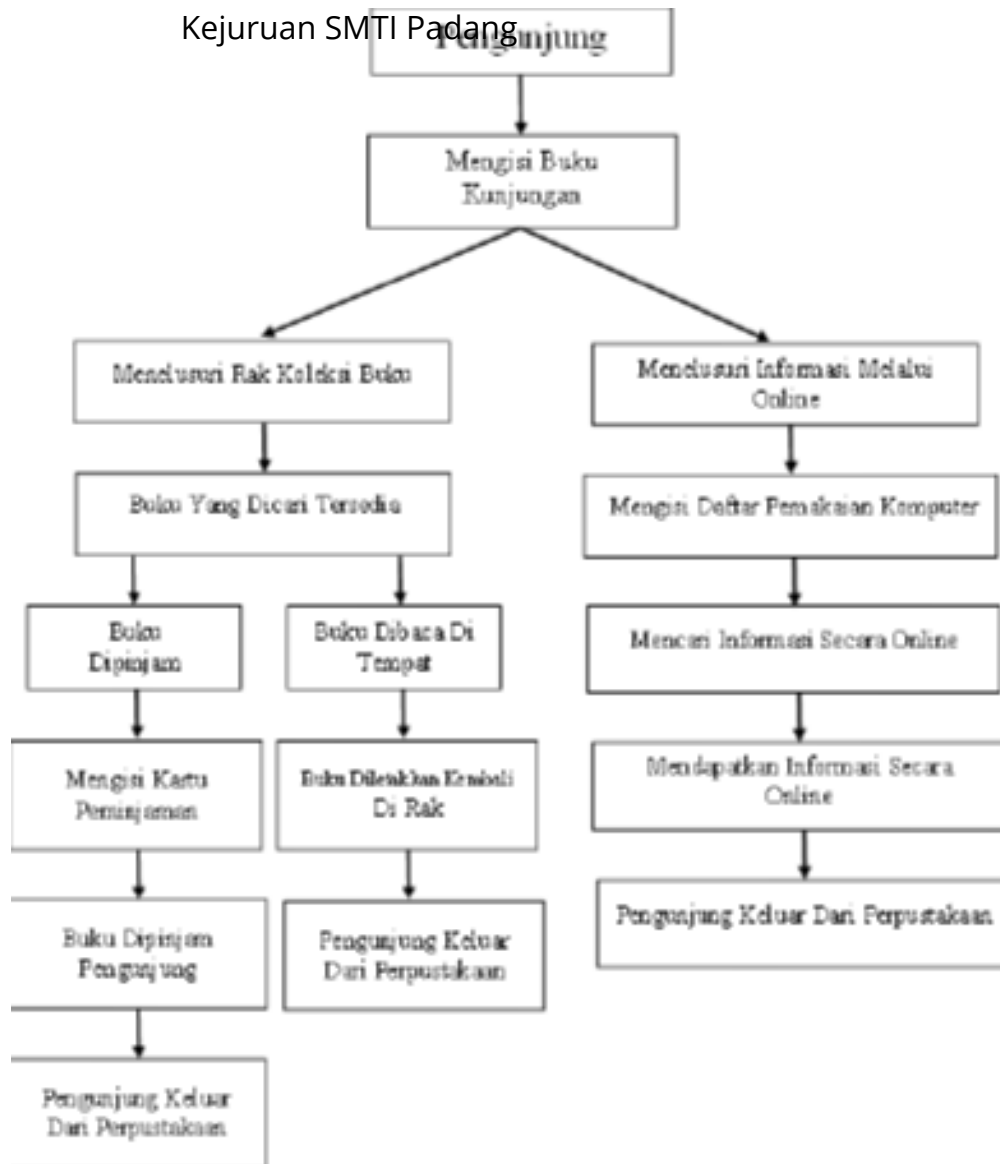 Kejuruan SMTI Padang
Pengunjung
Mengisi Buku
Kunjungan
Menelusuri Rak Koleksi Buku
Menelusuri Informasi Melalui
Online
Buku Yang Dicari Tersedia
Mengisi Daftar Pemakaian Komputer
Buku
Dipinjam
Buku Dibaca Di
Tempat
Mencari Informasi Secara Online
Mengisi Kartu
Peminjaman
Buku Diletakkan Kembali
Di Rak
Mendapatkan Informasi Secara
Online
Buku Dipinjam
Pengunjung
Pengunjung Keluar
Dari Perpustakaan
Pengunjung Keluar Dari Perpustakaan
Pengunjung Keluar
Dari Perpustakaan